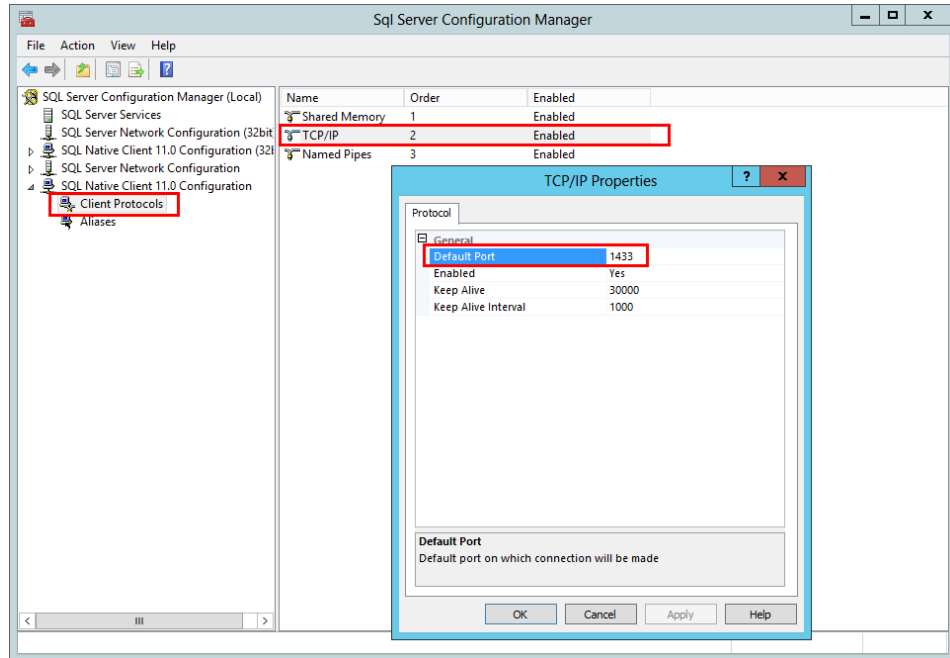 Sql Server Configuration Manager
File Action View Help
SQL Server Configuration Manager (Local)
SQL Server Services
SQL Server Network Configuration (32bit
SQL Native Client 11.0 Configuration (32b
SQL Server Network Configuration
SQL Native Client 11.0 Configuration
Client Protocols
Aliases
Name Order Enabled
Shared Memory 1 Enabled
TCP/IP 2 Enabled
Named Pipes 3 Enabled
TCP/IP Properties
? x
Protocol
General
Default Port 1433
Enabled Yes
Keep Alive 30000
Keep Alive Interval 1000
Default Port
Default port on which connection will be made
OK Cancel Apply Help